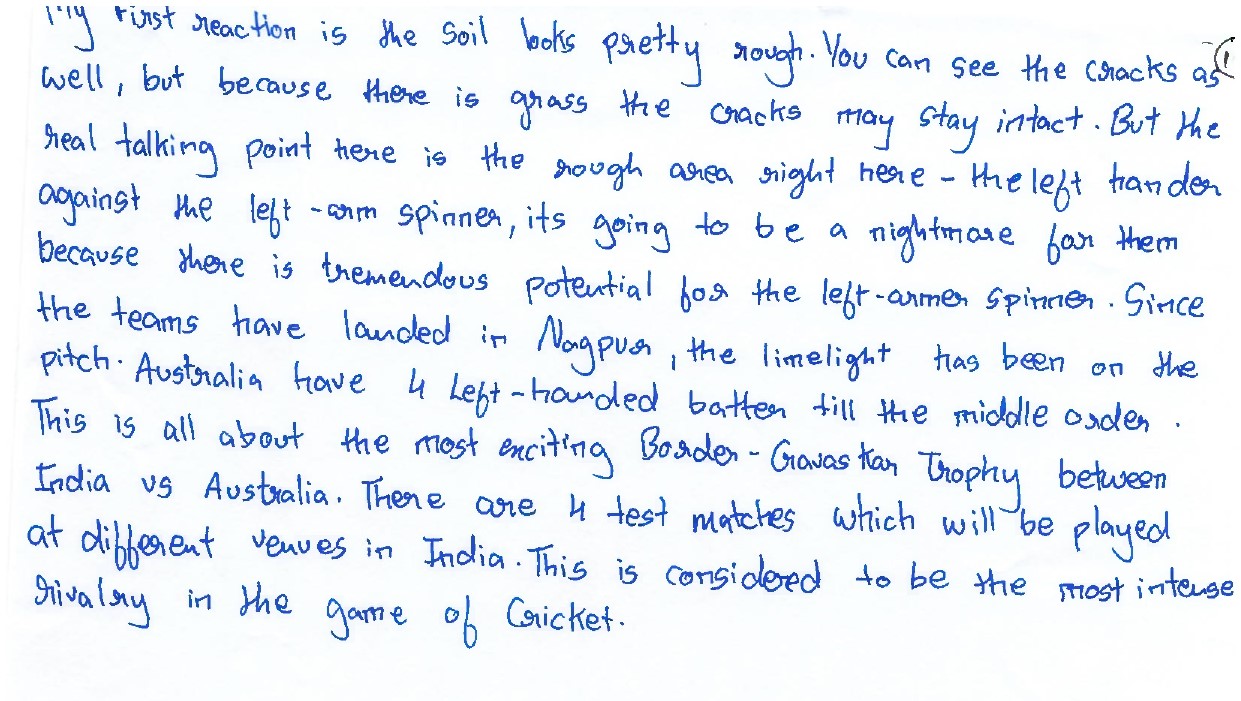 My first reaction is the soil looks pretty rough. You can see the cracks as
well, but because there is grass the cracks may stay intact. But the
real talking point here is the rough area right here - the left hander
against the left-arm spinner, its going to be a nightmare for them
because there is tremendous potential for the left-armer spinner. Since
the teams have landed in Nagpur, the limelight has been on the
pitch. Australia have 4 Left-handed batter till the middle order.
This is all about the most exciting Border-Gavaskar Trophy between
India vs Australia. There are 4 test matches which will be played
at different venues in India. This is considered to be the most intense
rivalry in the game of Cricket.